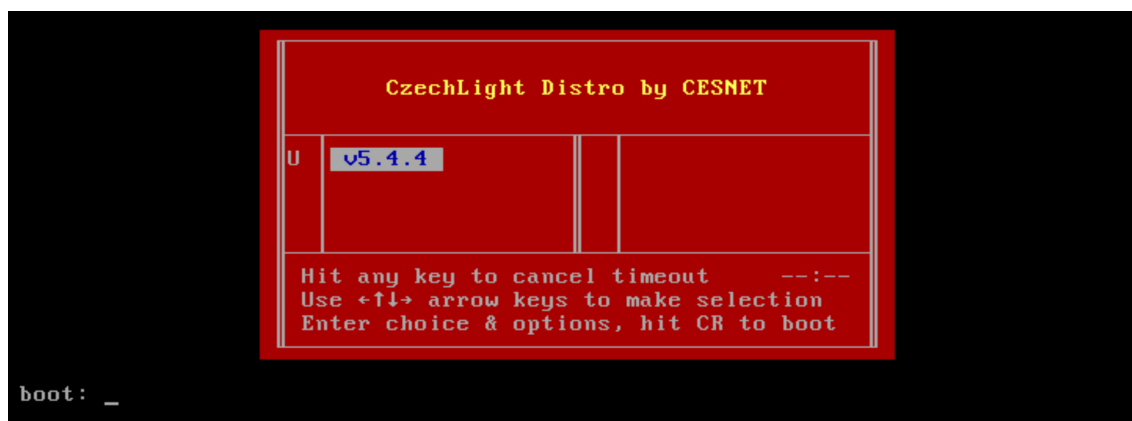 CzechLight Distro by CESNET
U v5.4.4
Hit any key to cancel timeout --:--
Use ←↑↓→ arrow keys to make selection
Enter choice & options, hit CR to boot
boot: _